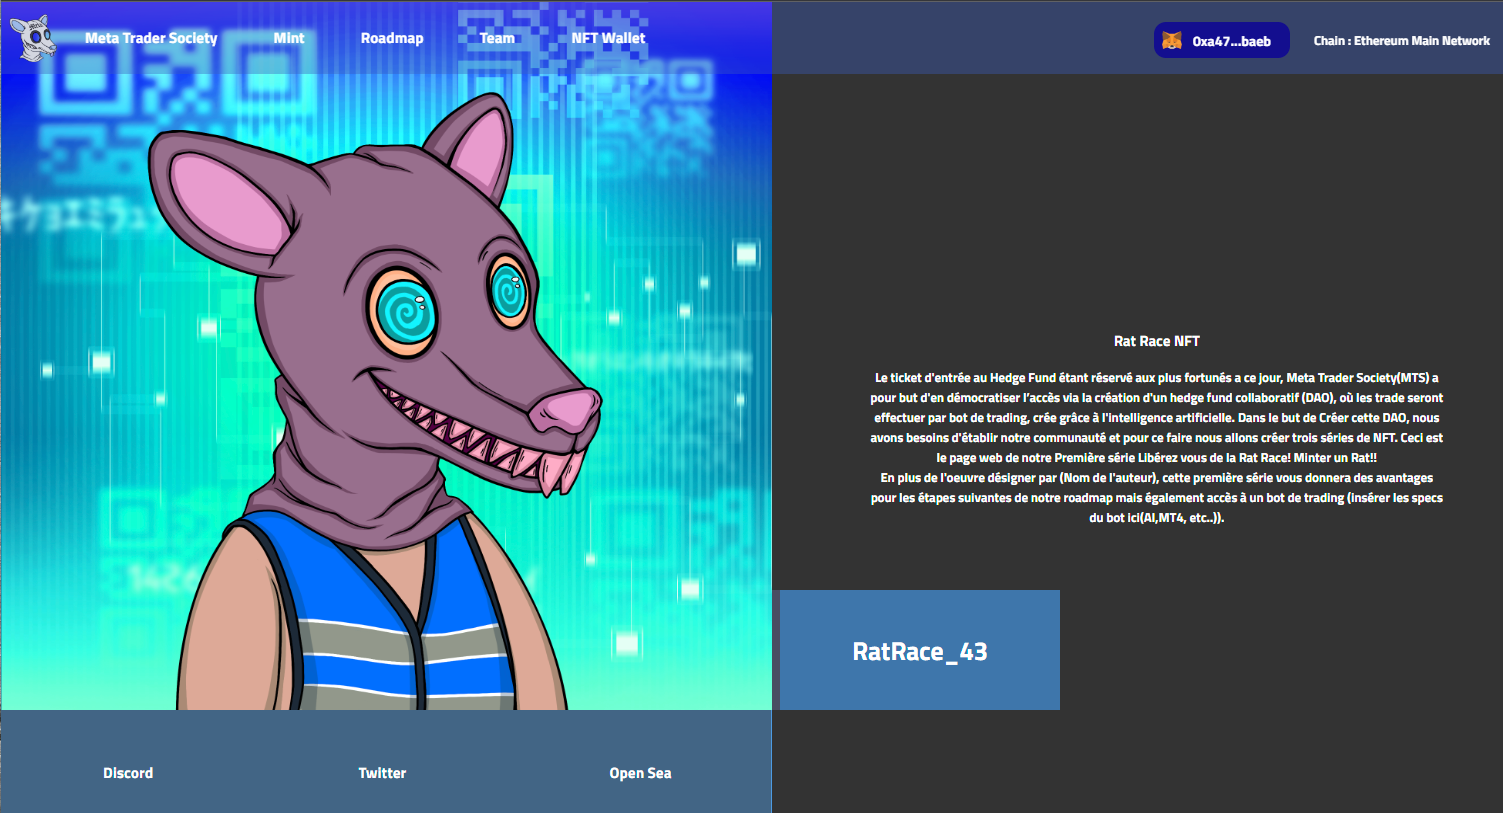 Meta Trader Society
Mint
Roadmap
Team
NFT Wallet
0xa47...baeb
Chain : Ethereum Main Network
Rat Race NFT
Le ticket d'entrée au Hedge Fund étant réservé aux plus fortunés a ce jour, Meta Trader Society(MTS) a
pour but d'en démocratiser l'accès via la création d'un hedge fund collaboratif (DAO), où les trade seront
effectuer par bot de trading, crée grâce à l'intelligence artificielle. Dans le but de Créer cette DAO, nous
avons besoins d'établir notre communauté et pour ce faire nous allons créer trois séries de NFT. Ceci est
le page web de notre Première série Libérez vous de la Rat Race! Minter un Rat!!
En plus de l'oeuvre désigner par (Nom de l'auteur), cette première série vous donnera des avantages
pour les étapes suivantes de notre roadmap mais également accès à un bot de trading (insérer les specs
du bot ici(AI,MT4, etc..)).
RatRace_43
Discord
Twitter
Open Sea